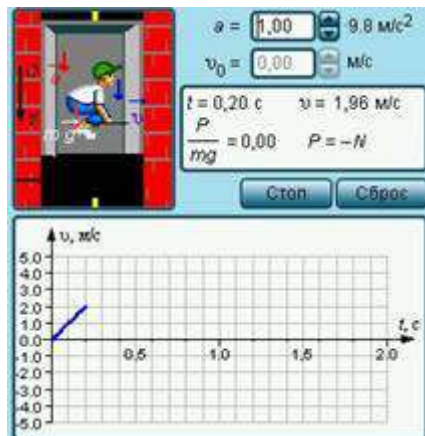 a = 1,00 9.8 м/с²
υ₀ = 0,00 м/с
t = 0,20 с υ = 1,96 м/с
P/mg = 0,00 P = –N
Стоп Сброс
m g υ
υ, м/с
5.0
4.0
3.0
2.0
1.0
0.0
-1.0
-2.0
-3.0
-4.0
-5.0
0,5 1,0 1,5 2.0
t, с